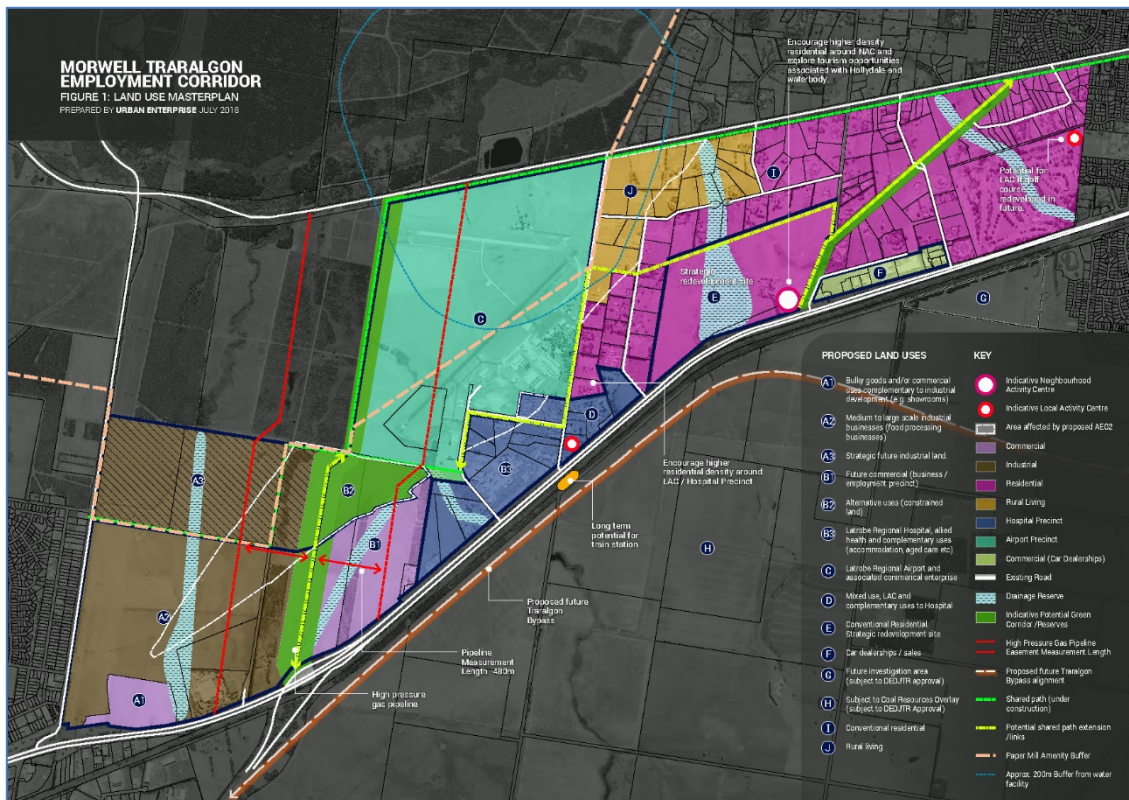 MORWELL TRARALGON
EMPLOYMENT CORRIDOR
FIGURE 1: LAND USE MASTERPLAN
PREPARED BY URBAN ENTERPRISE JULY 2018
Encourage higher density
residential around NAC and
explore tourism opportunities
associated with Hollydale and
waterbody.
Potential for
LAC if golf
course
redeveloped in
future.
J
I
Strategic
redevelopment site
E
F
G
C
D
B3
A3
B2
B1
A2
A1
H
Encourage higher
residential density around
LAC / Hospital Precinct
Long term
potential for
train station
Proposed future
Traralgon
Bypass
Pipeline
Measurement
Length ~480m
High pressure
gas pipeline
PROPOSED LAND USES
A1 Bulky goods and/or commercial
uses complementary to industrial
development (e.g. showrooms)
A2 Medium to large scale industrial
businesses (food processing
businesses)
A3 Strategic future industrial land.
B1 Future commercial (business /
employment precinct)
B2 Alternative uses (constrained
land)
B3 Latrobe Regional Hospital, allied
health and complementary uses
(accommodation, aged care etc)
C Latrobe Regional Airport and
associated commerical enterprise
D Mixed use, LAC and
complementary uses to Hospital
E Conventional Residential
Strategic redevelopment site
F Car dealerships / sales
G Future investigation area
(subject to DEDJTR approval)
H Subject to Coal Resources Overlay
(subject to DEDJTR Approval)
I Conventional residential
J Rural living
KEY
Indicative Neighbourhood
Activity Centre
Indicative Local Activity Centre
Area affected by proposed AEO2
Commercial
Industrial
Residential
Rural Living
Hospital Precinct
Airport Precinct
Commercial (Car Dealerships)
Existing Road
Drainage Reserve
Indicative Potential Green
Corridor /Reserves
High Pressure Gas Pipeline
Easement Measurement Length
Proposed future Traralgon
Bypass alignment
Shared path (under
construction)
Potential shared path extension
/links
Paper Mill Amenity Buffer
Approx. 200m Buffer from water
facility